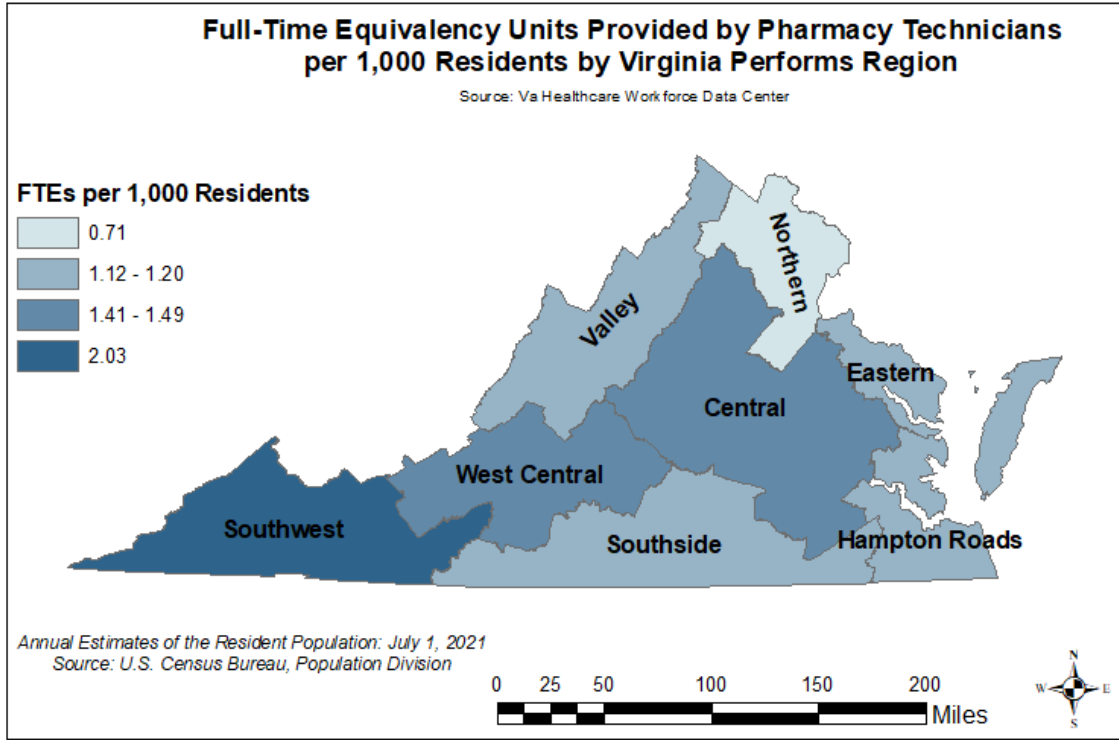 Full-Time Equivalency Units Provided by Pharmacy Technicians
per 1,000 Residents by Virginia Performs Region
Source: Va Healthcare Workforce Data Center
FTEs per 1,000 Residents
0.71
1.12 - 1.20
1.41 - 1.49
2.03
Northern
Valley
Eastern
Central
West Central
Southwest
Southside
Hampton Roads
Annual Estimates of the Resident Population: July 1, 2021
Source: U.S. Census Bureau, Population Division
0 25 50 100 150 200
Miles
N
W E
S